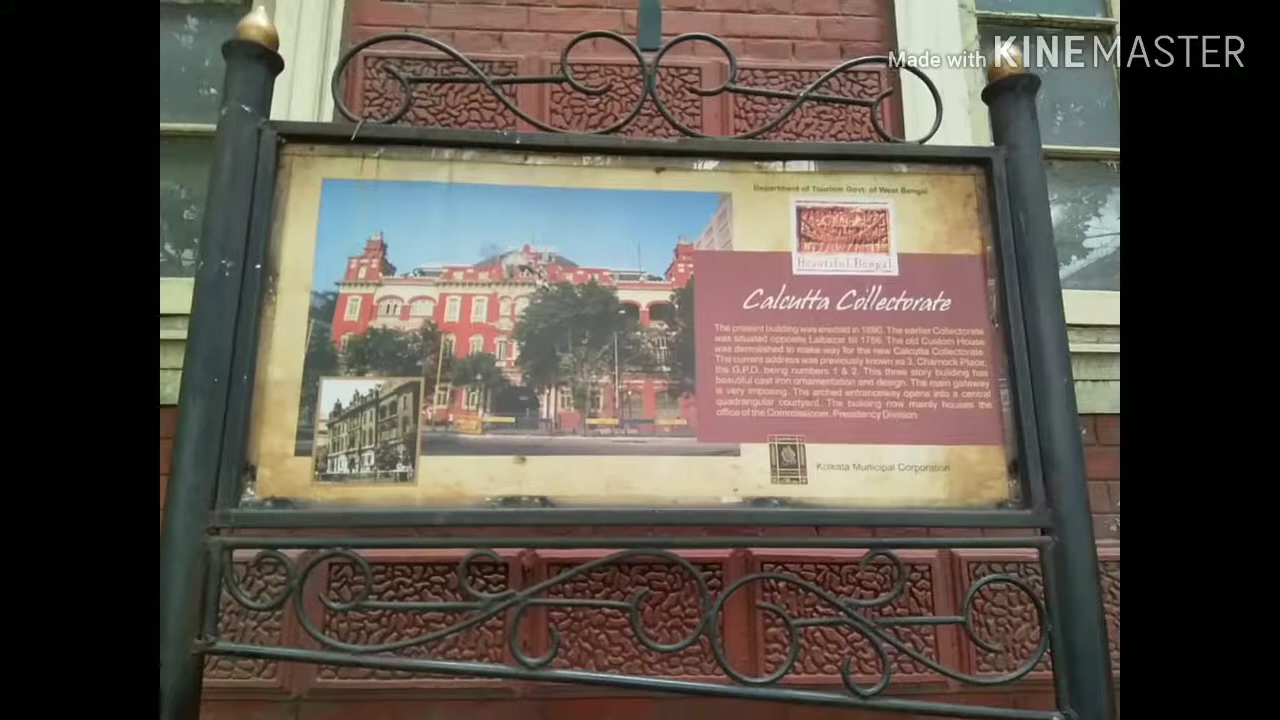 Made with KINEMASTER
Department of Tourism Govt. of West Bengal
Beautiful Bengal
Calcutta Collectorate
The present building was erected in 1890. The earlier Collectorate
was situated opposite Lalbazar to 1786. The old Custom House
was demolished to make way for the new Calcutta Collectorate.
The current address was previously known as 3, Charnock Place,
the G.P.O. being numbers 1 & 2. This three story building has
beautiful cast iron ornamentation and design. The main gateway
is very imposing. The arched entranceway opens into a central
quadrangular courtyard. The building now mainly houses the
office of the Commissioner, Presidency Division
Kolkata Municipal Corporation